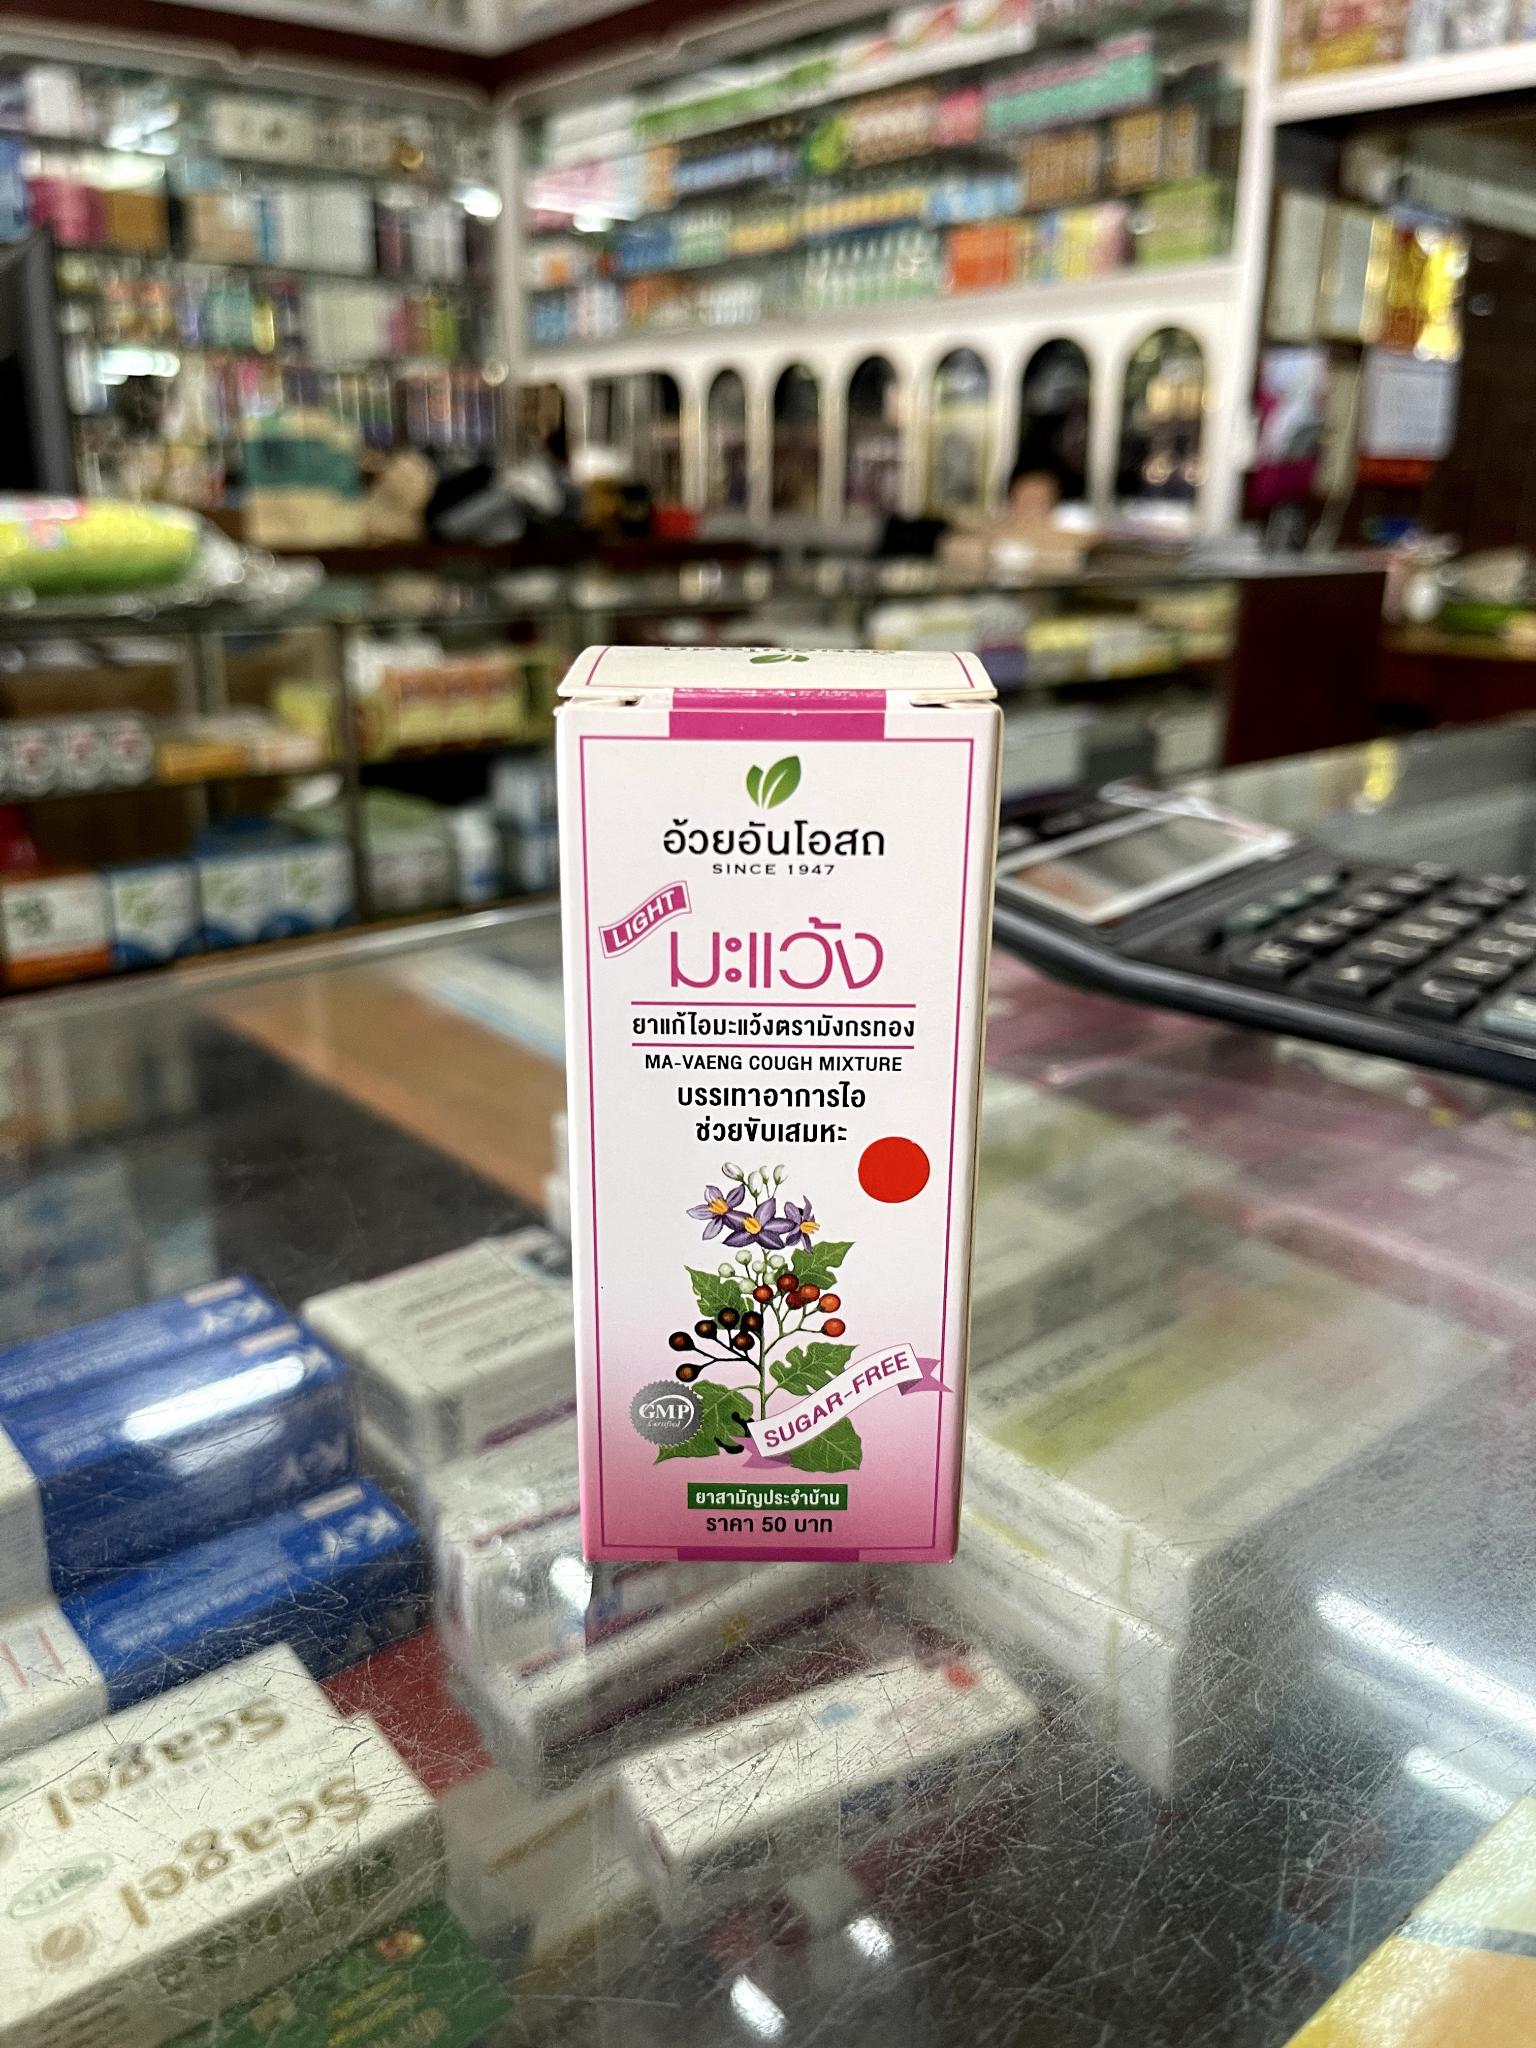 อ้วยอันโอสถ
SINCE 1947
LIGHT
มะแว้ง
ยาแก้ไอมะแว้งตรามังกรทอง
MA-VAENG COUGH MIXTURE
บรรเทาอาการไอ
ช่วยขับเสมหะ
GMP
Certified
SUGAR-FREE
ยาสามัญประจำบ้าน
ราคา 50 บาท
K-Y
K-Y
K-Y
Scagel
Scagel